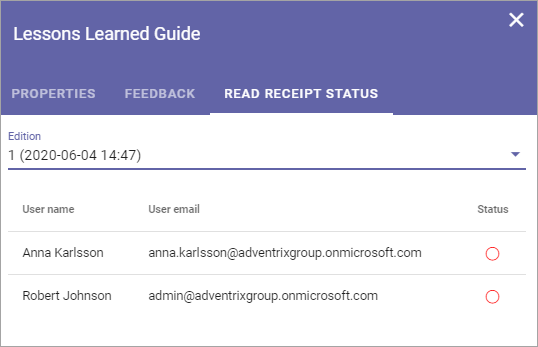 Lessons Learned Guide
PROPERTIES FEEDBACK READ RECEIPT STATUS
Edition
1 (2020-06-04 14:47)
User name User email Status
Anna Karlsson anna.karlsson@adventrixgroup.onmicrosoft.com
Robert Johnson admin@adventrixgroup.onmicrosoft.com